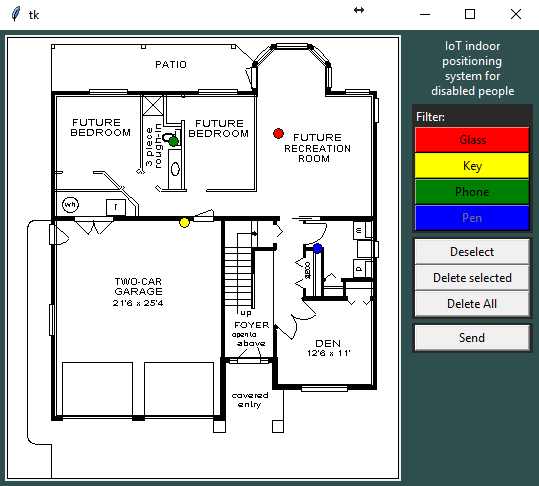 tk
IoT indoor
positioning
system for
disabled people
Filter:
Glass
Key
Phone
Pen
Deselect
Delete selected
Delete All
Send
PATIO
FUTURE
BEDROOM
3 piece
rough-in
FUTURE
BEDROOM
FUTURE
RECREATION
ROOM
wh
f
TWO-CAR
GARAGE
21'6 x 25'4
up
FOYER
open to
above
DEN
12'6 x 11'
covered
entry